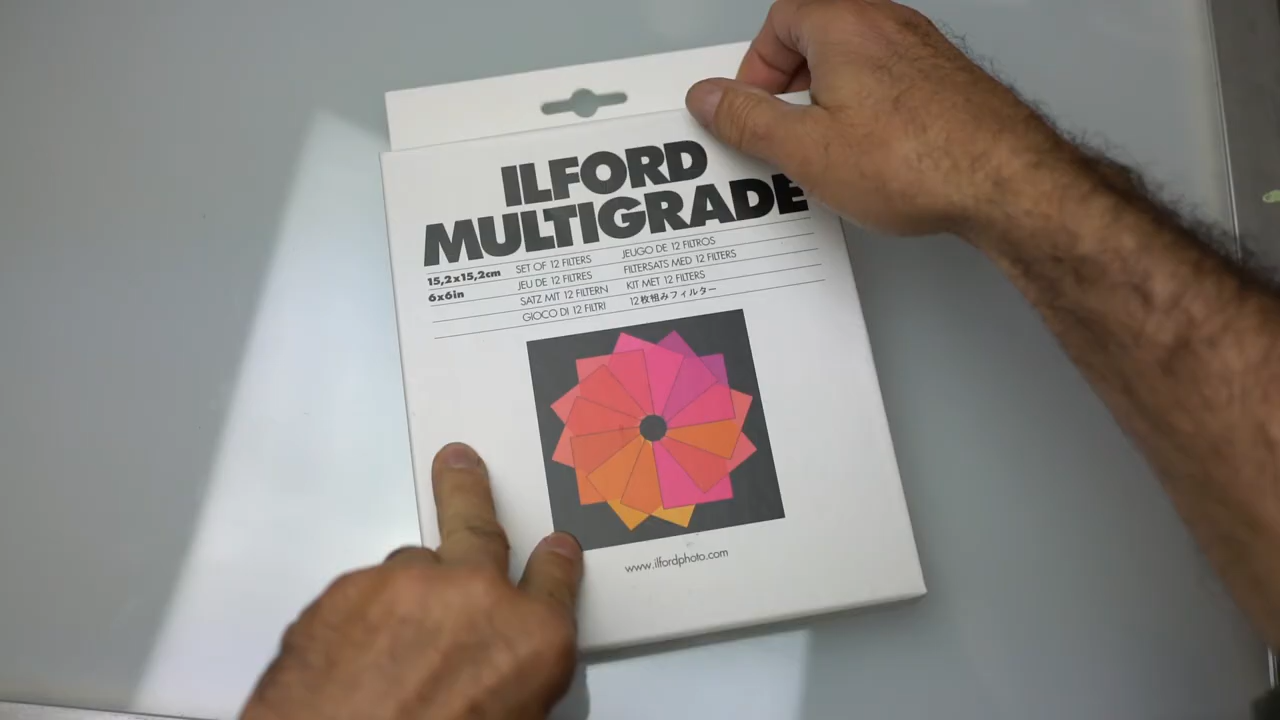 ILFORD
MULTIGRADE
15,2x15,2cm SET OF 12 FILTERS JEUGO DE 12 FILTROS
6x6in JEU DE 12 FILTRES FILTERSATS MED 12 FILTERS
SATZ MIT 12 FILTERN KIT MET 12 FILTERS
GIOCO DI 12 FILTRI 12枚組みフィルター
www.ilfordphoto.com